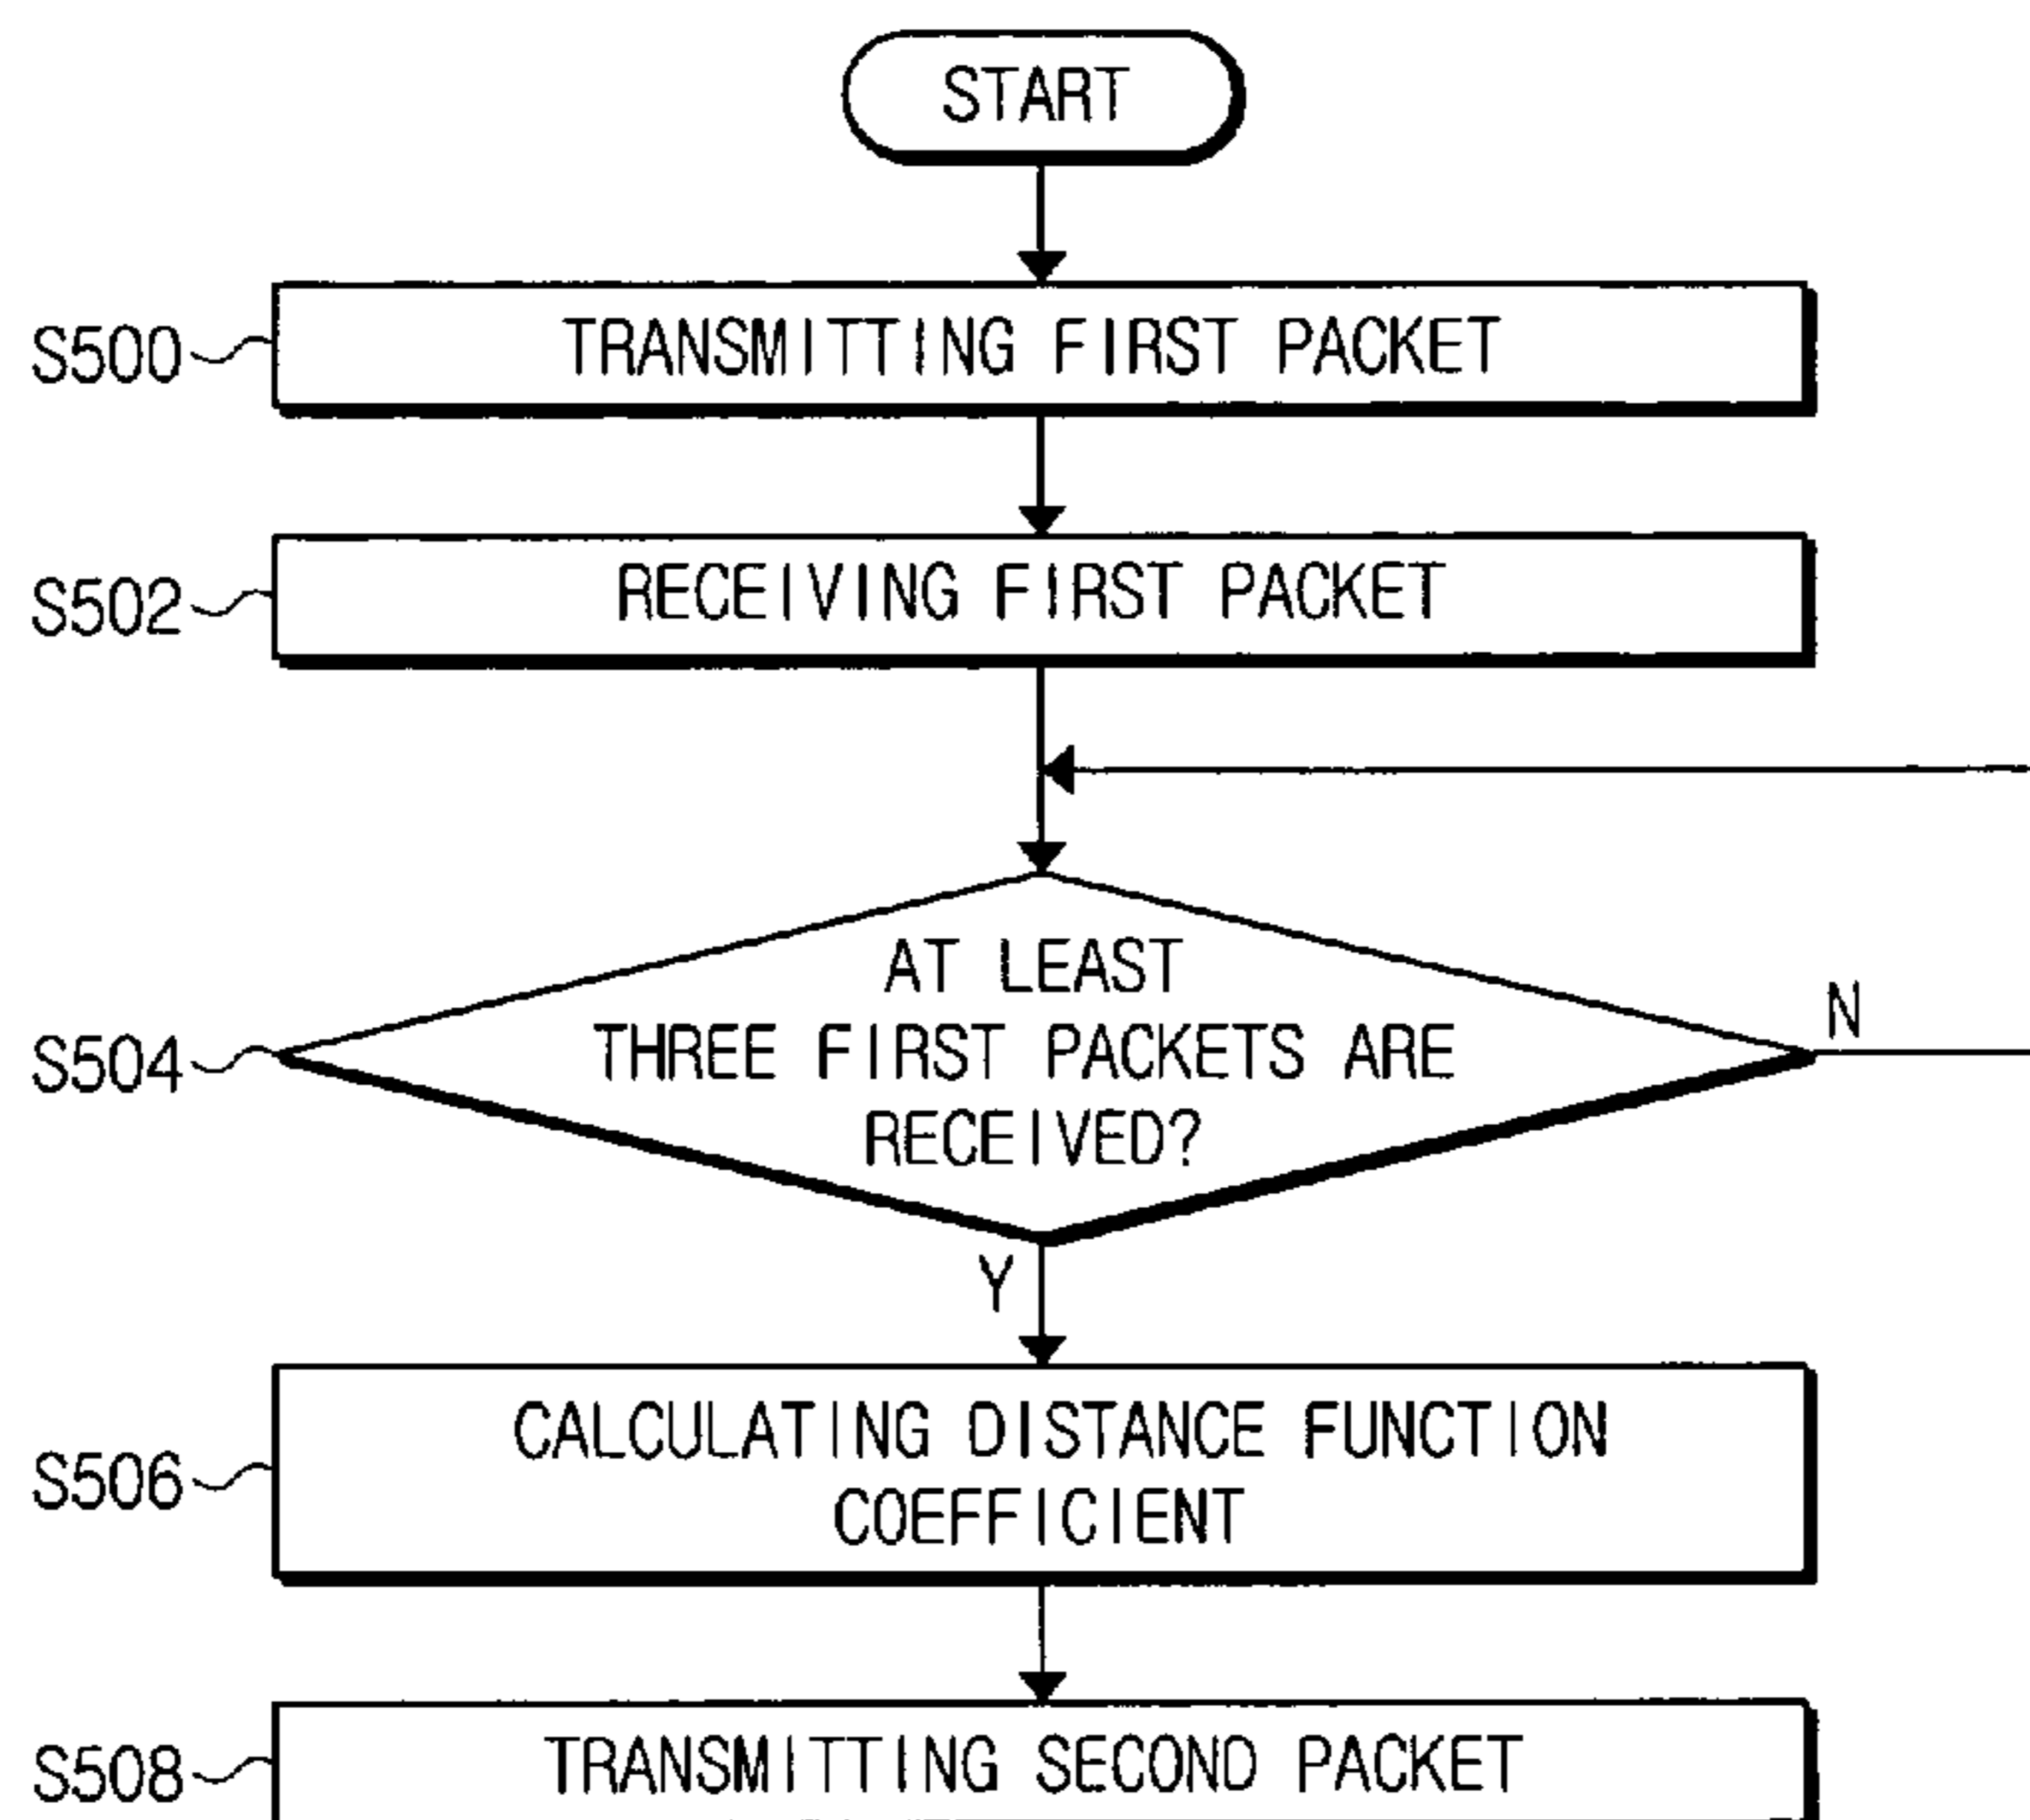 START
S500
TRANSMITTING FIRST PACKET
S502
RECEIVING FIRST PACKET
S504
AT LEAST
THREE FIRST PACKETS ARE
RECEIVED?
N
Y
S506
CALCULATING DISTANCE FUNCTION
COEFFICIENT
S508
TRANSMITTING SECOND PACKET